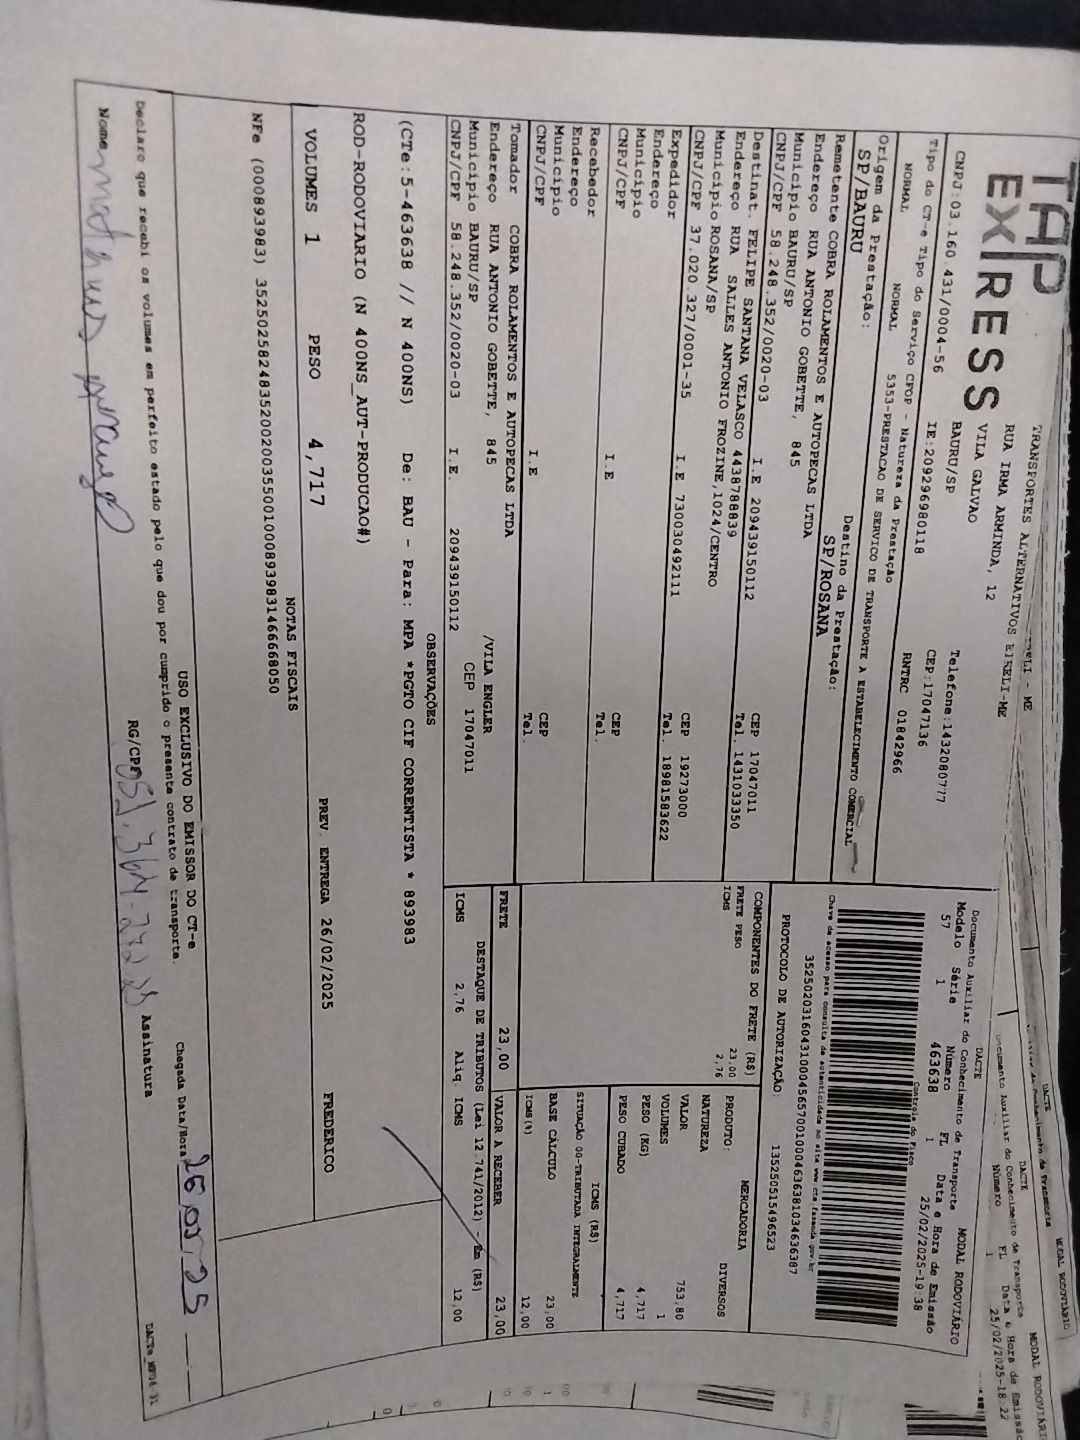 TAP EXPRESS
TRANSPORTES ALTERNATIVOS EIRELI-ME
RUA IRMA ARMINDA, 12
VILA GALVAO
BAURU/SP
Telefone:1432080777
CNPJ:03.160.431/0004-56 IE:209296980118 CEP:17047136
Tipo do CT-e Tipo do Serviço CFOP - Natureza da Prestação RNTRC 01842966
NORMAL NORMAL 5353-PRESTACAO DE SERVICO DE TRANSPORTE A ESTABELECIMENTO COMERCIAL
Origem da Prestação: Destino da Prestação:
SP/BAURU SP/ROSANA
Remetente COBRA ROLAMENTOS E AUTOPECAS LTDA
Endereço RUA ANTONIO GOBETTE, 845
Município BAURU/SP CEP 17047011
CNPJ/CPF 58.248.352/0020-03 I.E 209439150112 Tel. 1431033350
Destinat. FELIPE SANTANA VELASCO 4438788839
Endereço RUA SALLES ANTONIO FROZINE,1024/CENTRO
Município ROSANA/SP CEP 19273000
CNPJ/CPF 37.020.327/0001-35 I.E 730030492111 Tel. 18981583622
Expedidor
Endereço
Município CEP
CNPJ/CPF I.E Tel.
Recebedor
Endereço
Município CEP
CNPJ/CPF I.E Tel.
Tomador COBRA ROLAMENTOS E AUTOPECAS LTDA
Endereço RUA ANTONIO GOBETTE, 845 /VILA ENGLER
Município BAURU/SP CEP 17047011
CNPJ/CPF 58.248.352/0020-03 I.E. 209439150112
DACTE
Documento Auxiliar do Conhecimento de Transporte MODAL RODOVIÁRIO
Modelo Série Número FL Data e Hora de Emissão
57 1 463638 1 25/02/2025-19:38
Controle do Fisco
Chave de acesso para consulta de autenticidade no site www.cte.fazenda.gov.br
35250203160431000456570010004636381034636387
PROTOCOLO DE AUTORIZAÇÃO: 135250515496523
COMPONENTES DO FRETE (R$)
FRETE PESO 23,00
ICMS 2,76
MERCADORIA
PRODUTO: DIVERSOS
NATUREZA
VALOR 753,80
VOLUMES 1
PESO (KG) 4,717
PESO CUBADO 4,717
ICMS (R$)
SITUAÇÃO 00-TRIBUTADA INTEGRALMENTE
BASE CÁLCULO 23,00
ICMS(%) 12,00
FRETE 23,00 VALOR A RECEBER 23,00
DESTAQUE DE TRIBUTOS (Lei 12.741/2012) - Em (R$)
ICMS 2,76 Aliq. ICMS 12,00
OBSERVAÇÕES
(CTe:5-463638 // N 400NS) De: BAU - Para: MPA *PGTO CIF CORRENTISTA * 893983
ROD-RODOVIARIO (N 400NS_AUT-PRODUCAO#)
VOLUMES 1 PESO 4,717 PREV. ENTREGA 26/02/2025 FREDERICO
NOTAS FISCAIS
NFe (000893983) 35250258248352002003550010008939831466668050
USO EXCLUSIVO DO EMISSOR DO CT-e
Declaro que recebi os volumes em perfeito estado pelo que dou por cumprido o presente contrato de transporte.
Chegada Data/Hora
Nome RG/CPF Assinatura